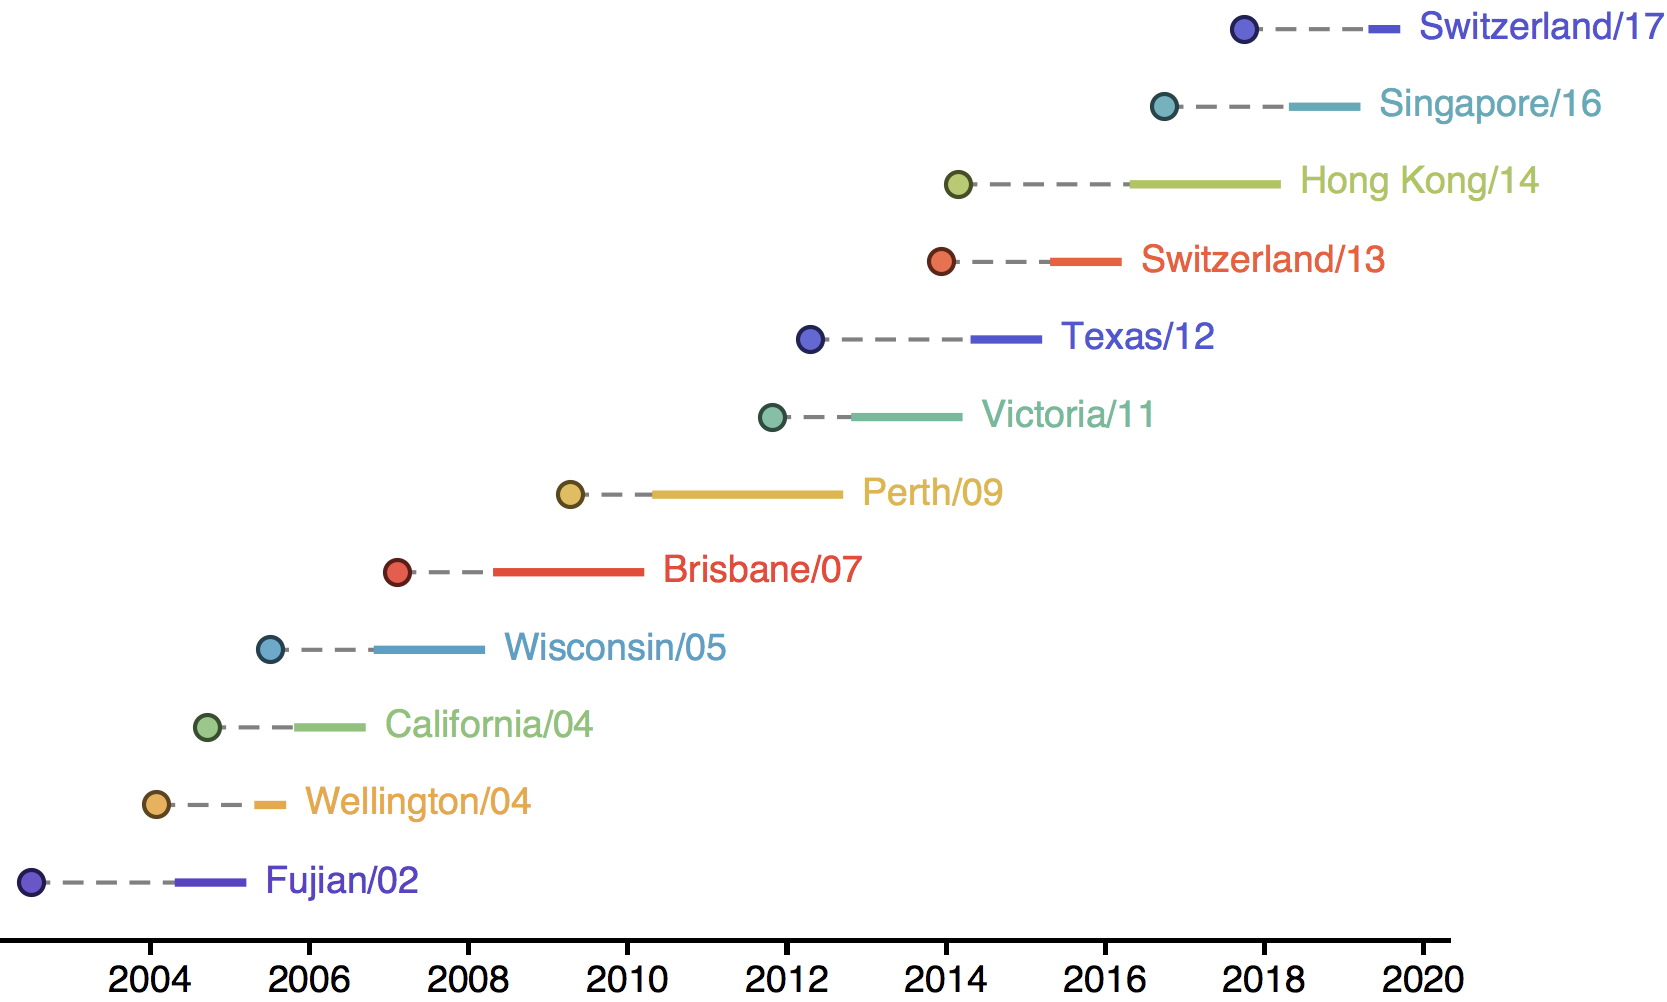 Switzerland/17
Singapore/16
Hong Kong/14
Switzerland/13
Texas/12
Victoria/11
Perth/09
Brisbane/07
Wisconsin/05
California/04
Wellington/04
Fujian/02
2004 2006 2008 2010 2012 2014 2016 2018 2020